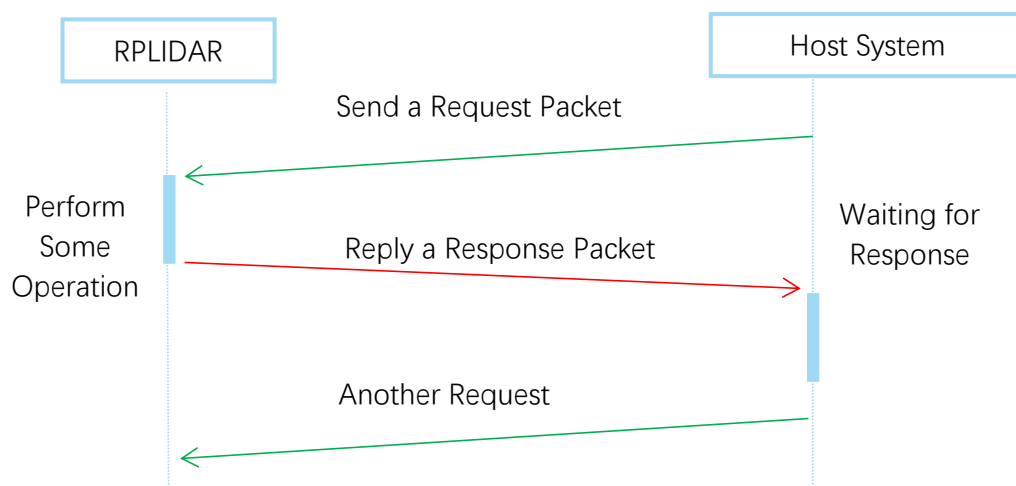 RPLIDAR
Host System
Send a Request Packet
Perform
Some
Operation
Waiting for
Response
Reply a Response Packet
Another Request